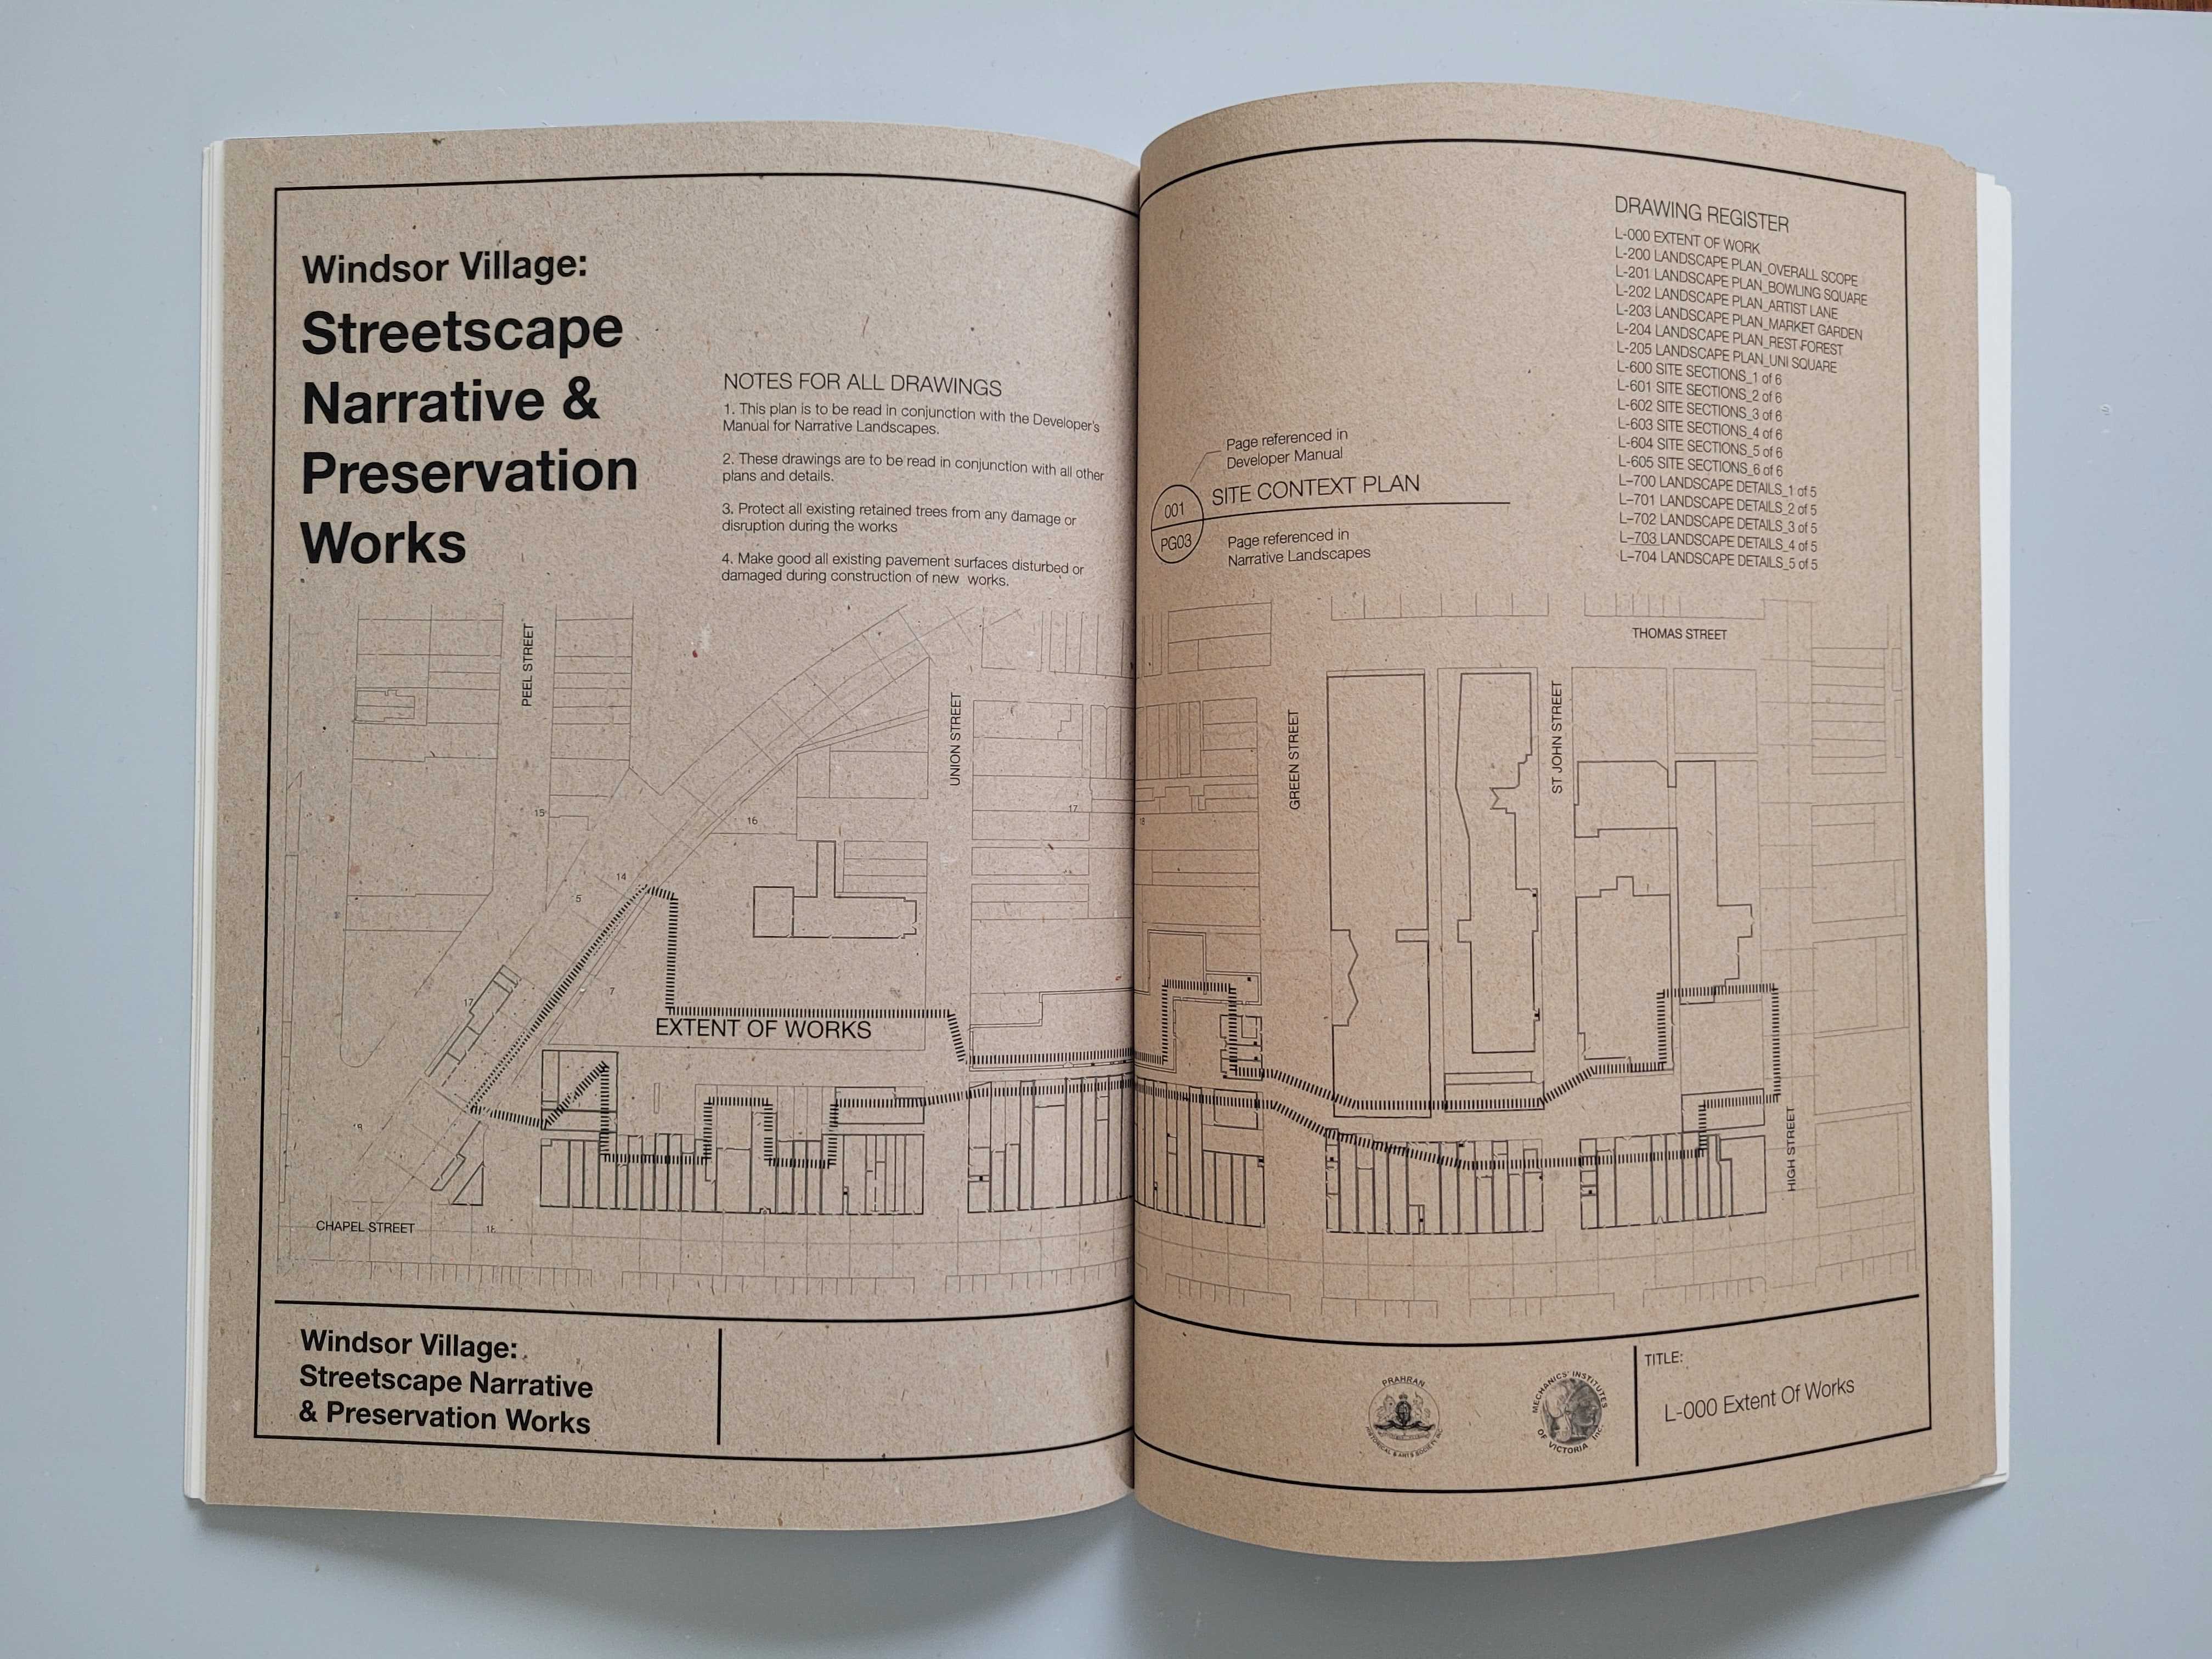 Windsor Village:
Streetscape
Narrative &
Preservation
Works
NOTES FOR ALL DRAWINGS
1. This plan is to be read in conjunction with the Developer's
Manual for Narrative Landscapes.
2. These drawings are to be read in conjunction with all other
plans and details.
3. Protect all existing retained trees from any damage or
disruption during the works
4. Make good all existing pavement surfaces disturbed or
damaged during construction of new works.
PEEL STREET
UNION STREET
15
16
17
14
5
7
17
EXTENT OF WORKS
CHAPEL STREET
Windsor Village:
Streetscape Narrative
& Preservation Works
DRAWING REGISTER
L-000 EXTENT OF WORK
L-200 LANDSCAPE PLAN_OVERALL SCOPE
L-201 LANDSCAPE PLAN_BOWLING SQUARE
L-202 LANDSCAPE PLAN_ARTIST LANE
L-203 LANDSCAPE PLAN_MARKET GARDEN
L-204 LANDSCAPE PLAN_REST FOREST
L-205 LANDSCAPE PLAN_UNI SQUARE
L-600 SITE SECTIONS_1 of 6
L-601 SITE SECTIONS_2 of 6
L-602 SITE SECTIONS_3 of 6
L-603 SITE SECTIONS_4 of 6
L-604 SITE SECTIONS_5 of 6
L-605 SITE SECTIONS_6 of 6
L–700 LANDSCAPE DETAILS_1 of 5
L–701 LANDSCAPE DETAILS_2 of 5
L–702 LANDSCAPE DETAILS_3 of 5
L–703 LANDSCAPE DETAILS_4 of 5
L–704 LANDSCAPE DETAILS_5 of 5
Page referenced in
Developer Manual
001
SITE CONTEXT PLAN
PG03
Page referenced in
Narrative Landscapes
THOMAS STREET
GREEN STREET
ST JOHN STREET
18
HIGH STREET
PRAHRAN
HISTORICAL & ARTS SOCIETY INC
MECHANICS' INSTITUTES
OF VICTORIA Inc.
TITLE:
L-000 Extent Of Works